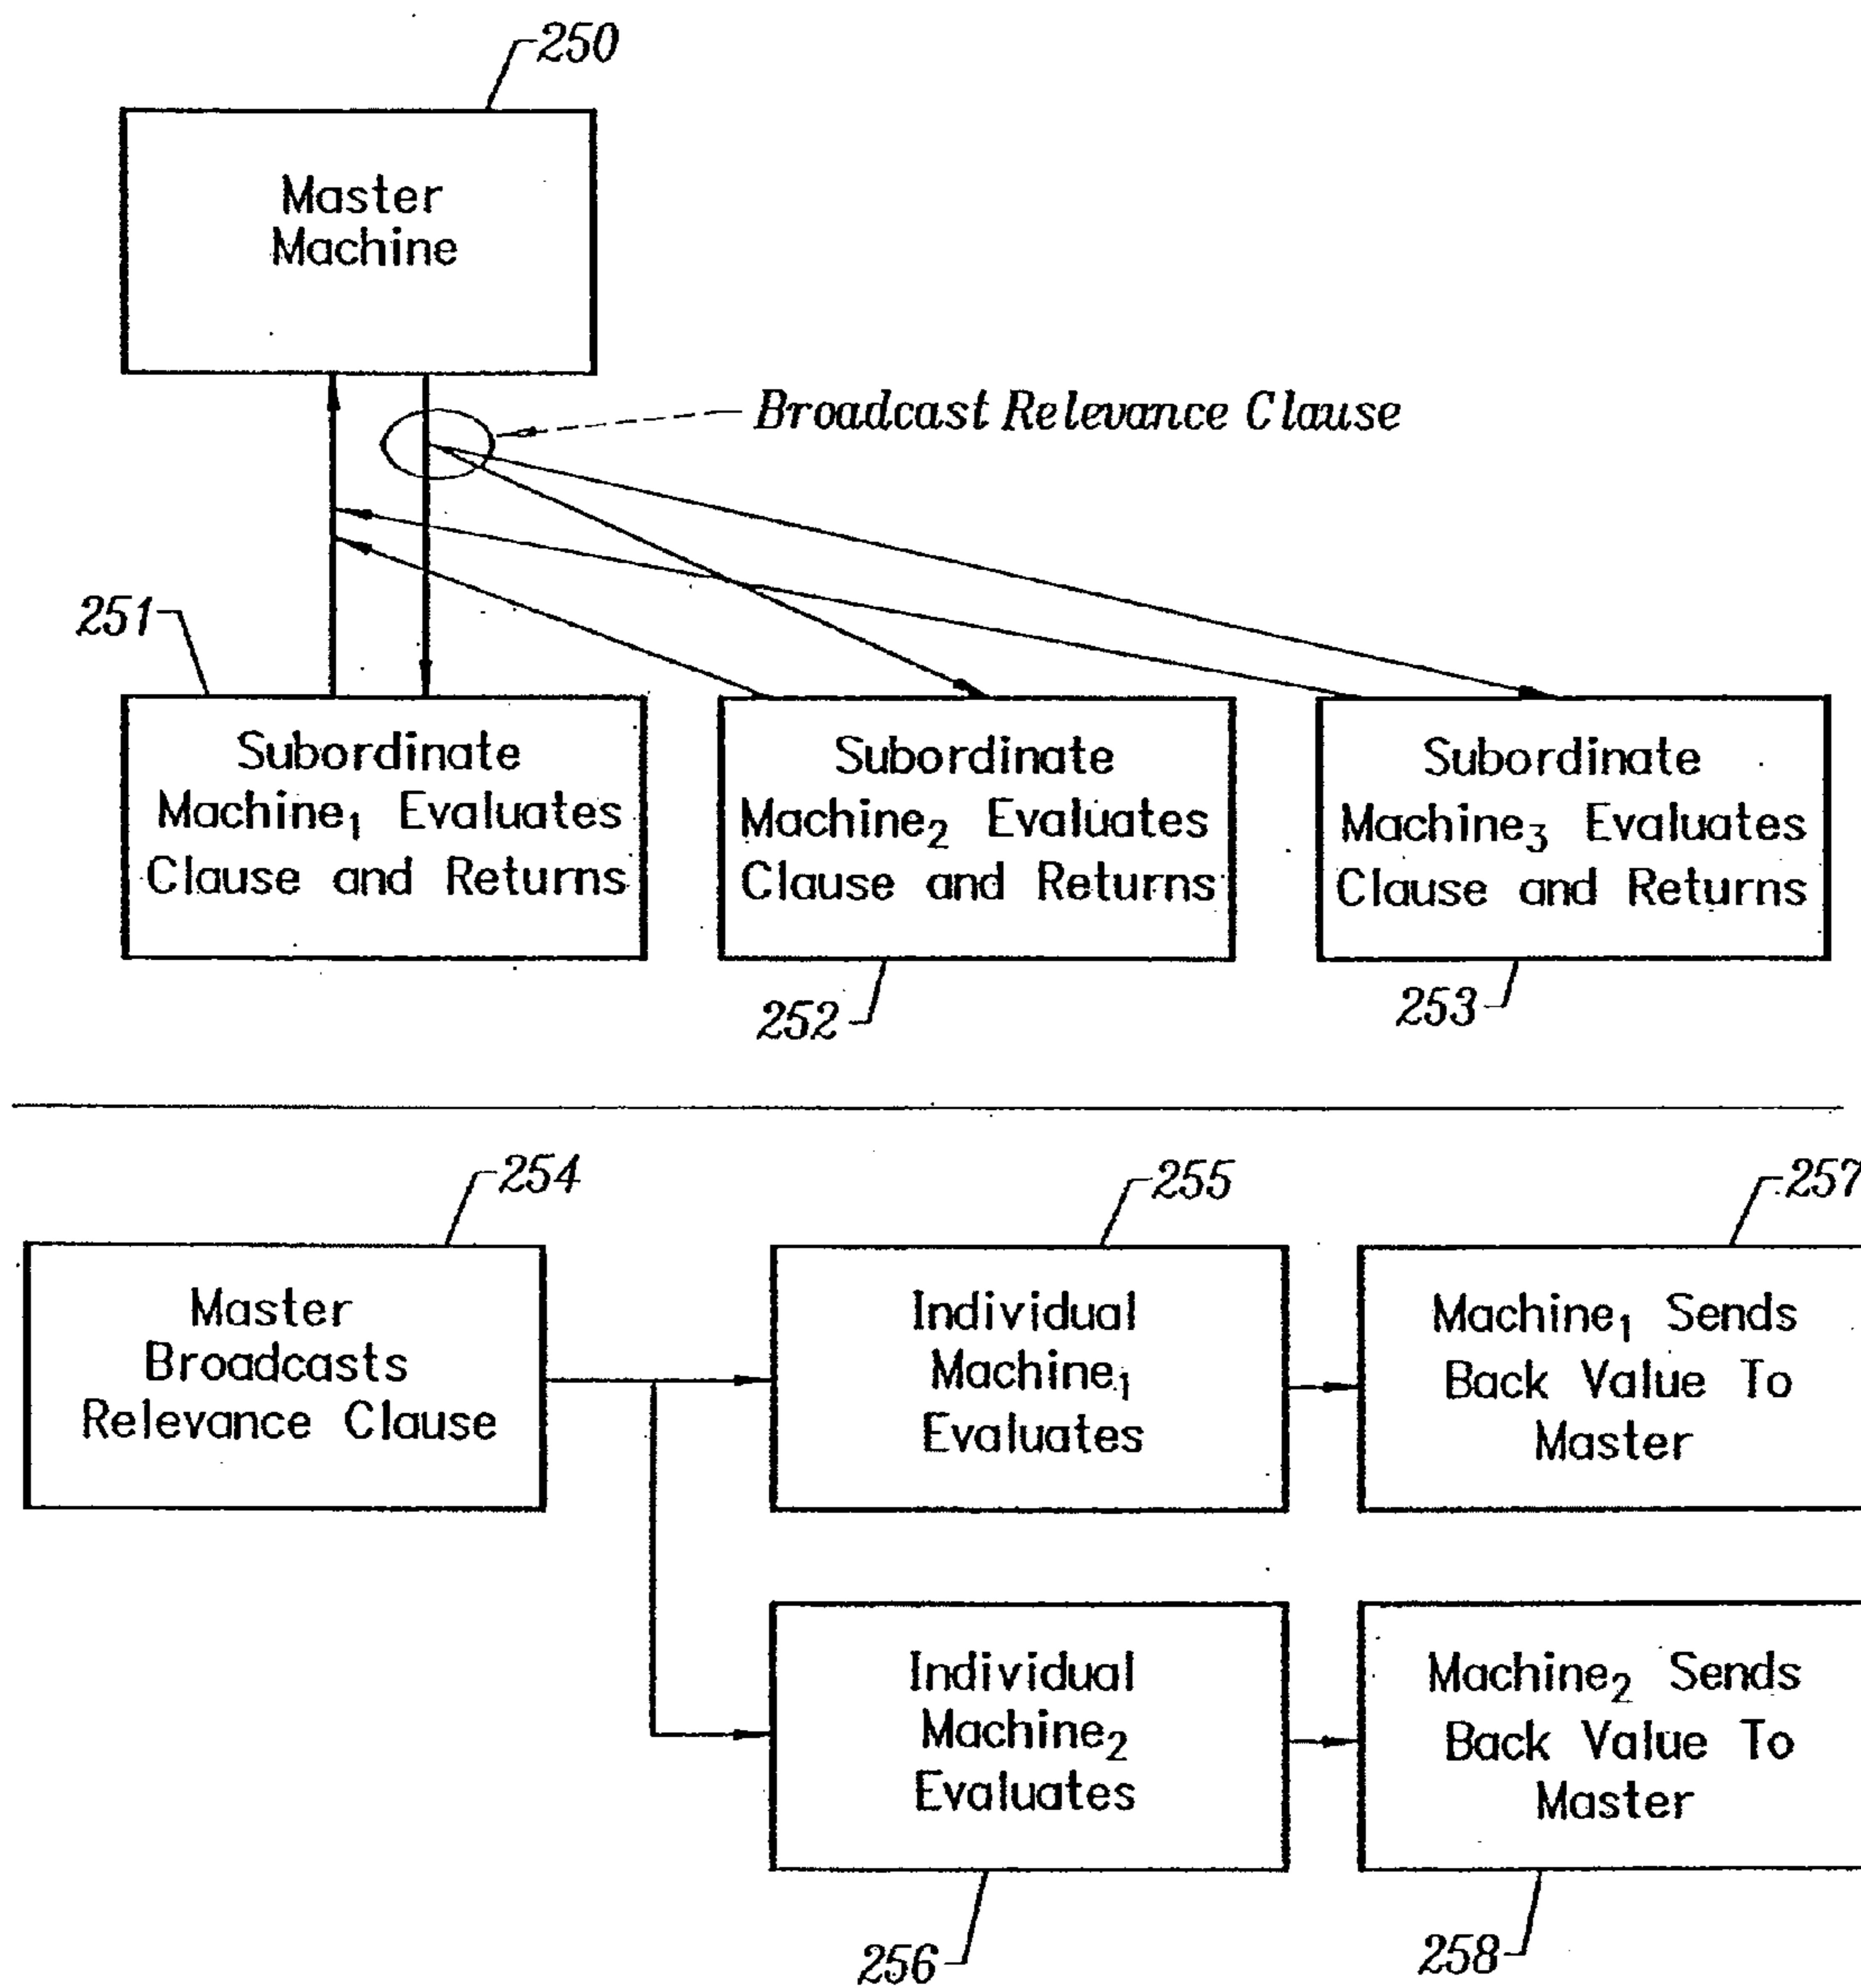 250
Master
Machine
Broadcast Relevance Clause
251
Subordinate
Machine₁ Evaluates
Clause and Returns
Subordinate
Machine₂ Evaluates
Clause and Returns
Subordinate
Machine₃ Evaluates
Clause and Returns
252
253
254
255
257
Master
Broadcasts
Relevance Clause
Individual
Machine₁
Evaluates
Machine₁ Sends
Back Value To
Master
Individual
Machine₂
Evaluates
Machine₂ Sends
Back Value To
Master
256
258